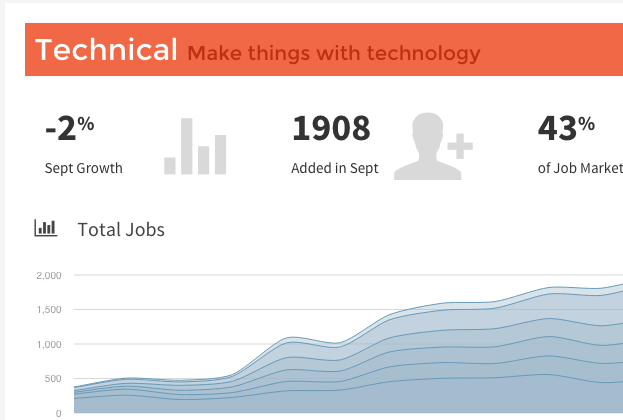 Technical Make things with technology
-2% 1908 43%
Sept Growth Added in Sept of Job Market
Total Jobs
2,000
1,500
1,000
500
0